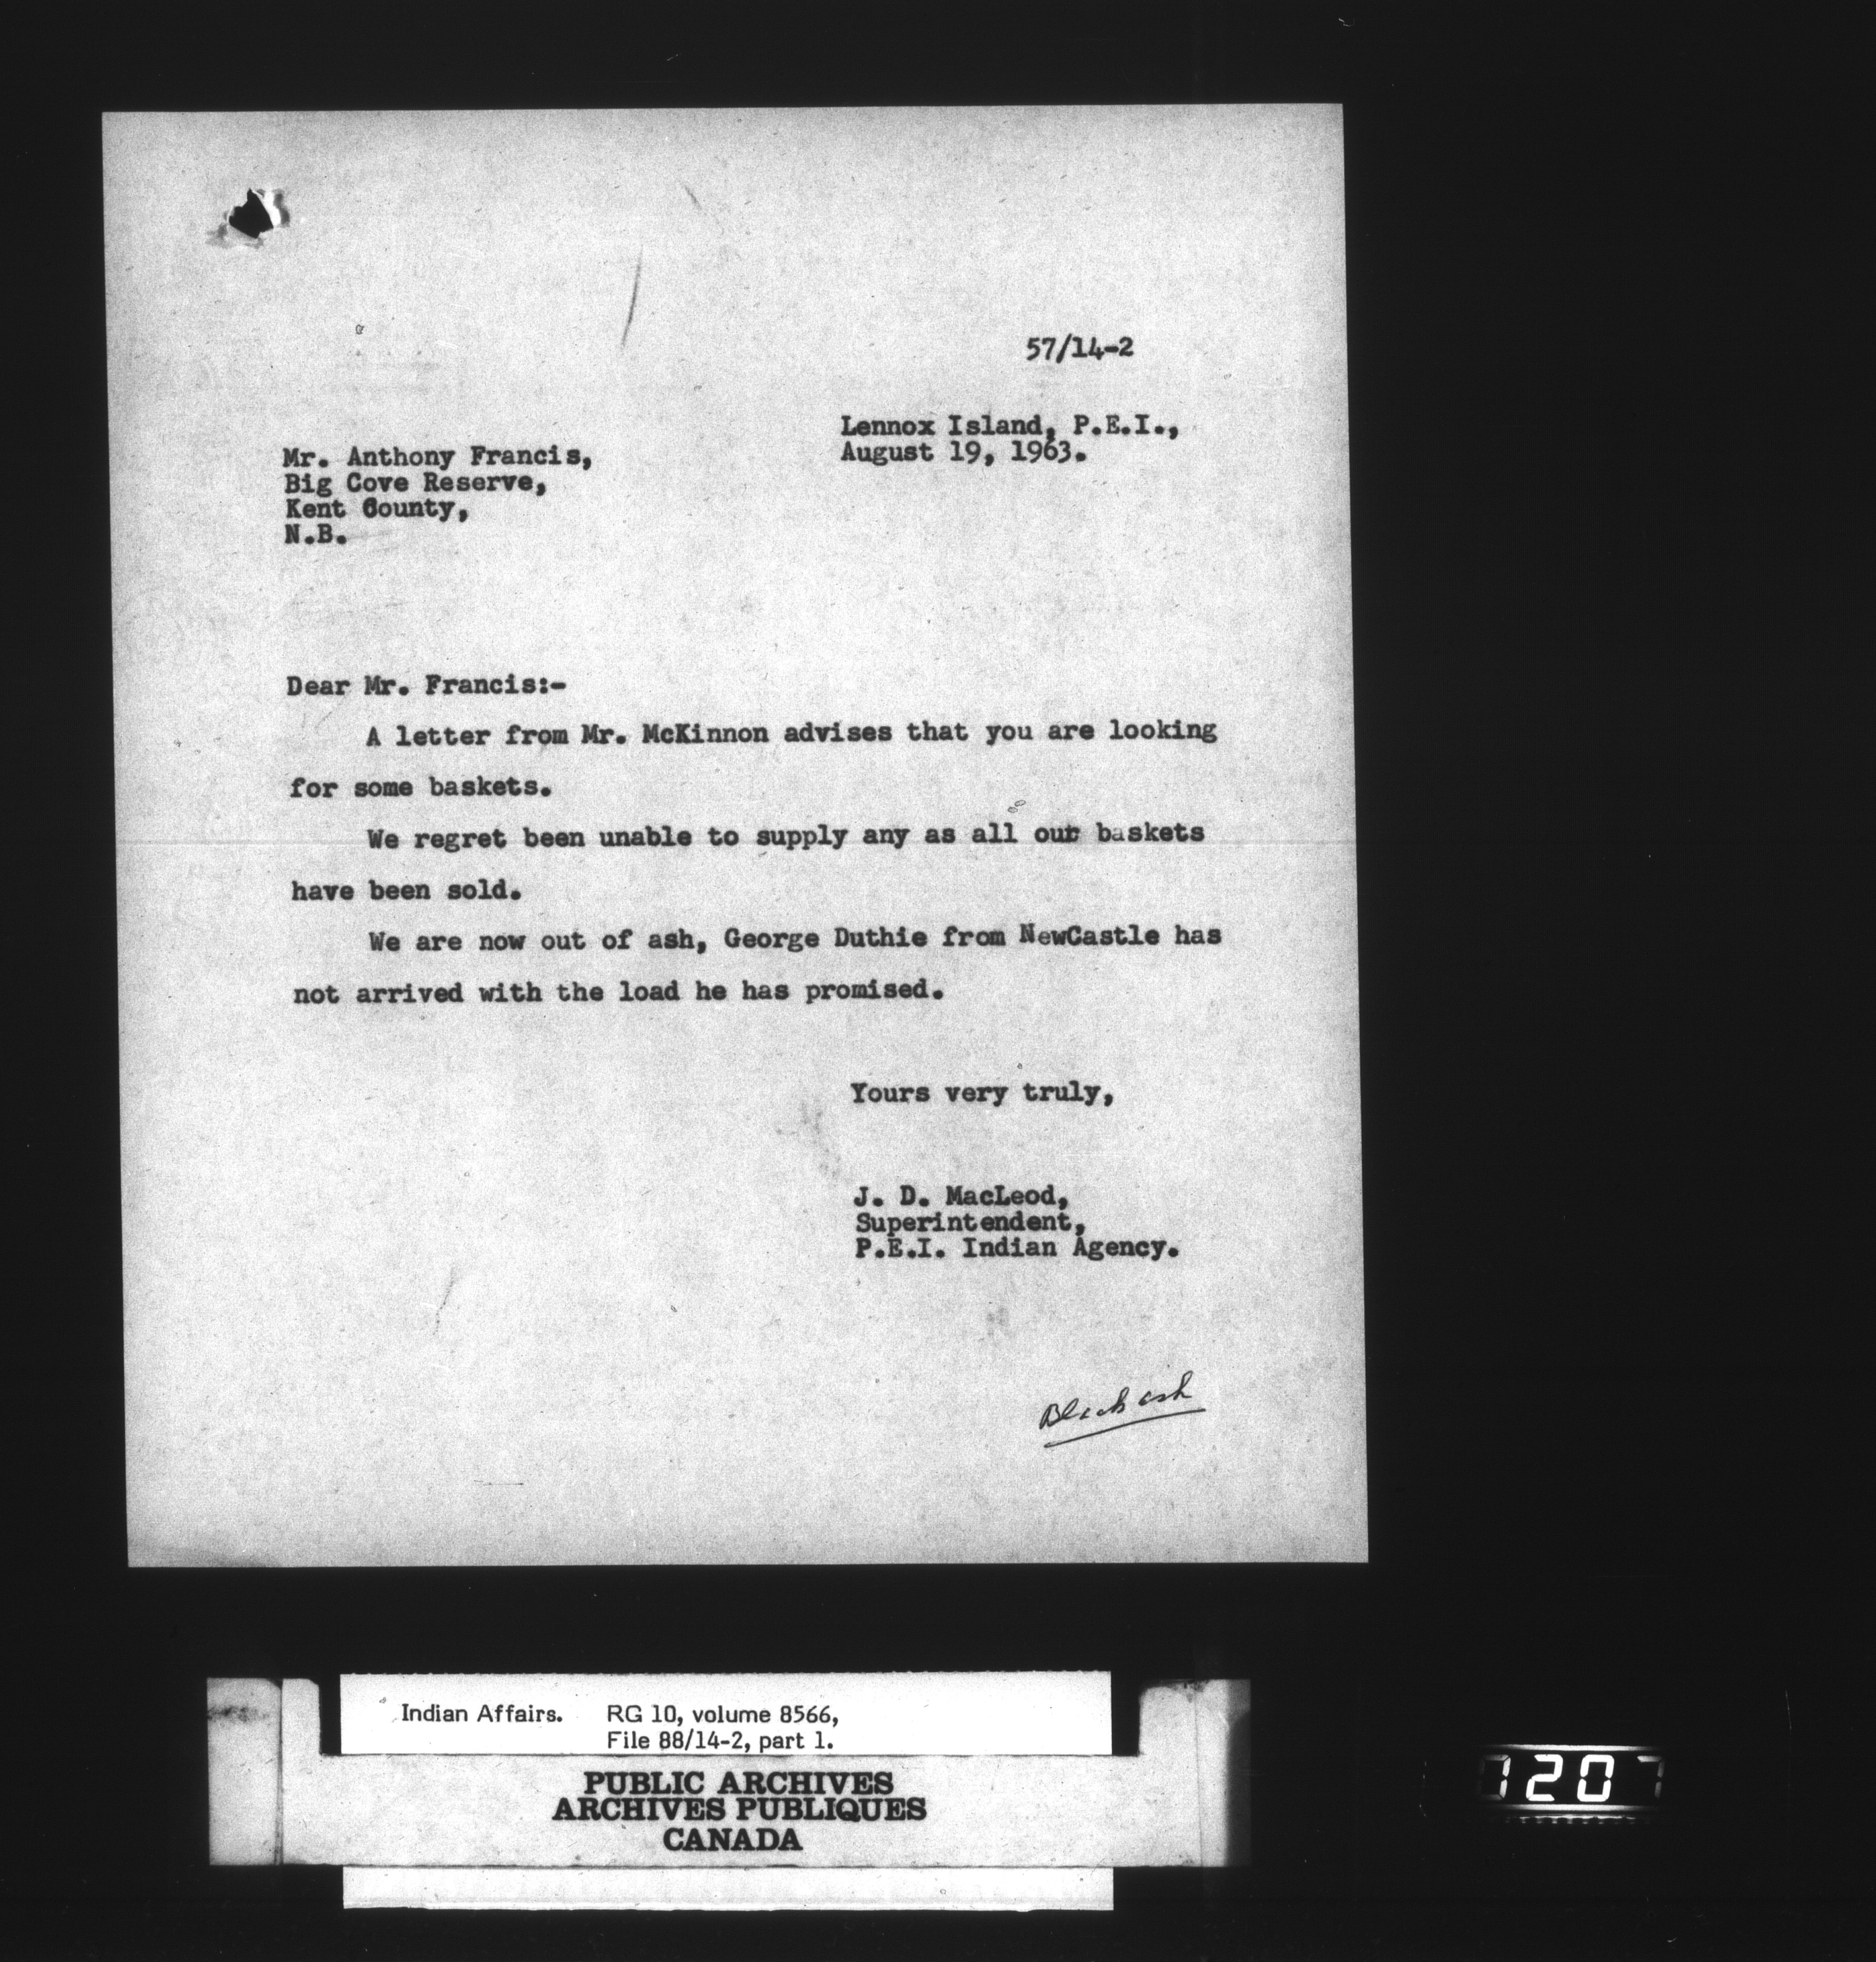 57/14-2
Lennox Island, P.E.I.,
August 19, 1963.
Mr. Anthony Francis,
Big Cove Reserve,
Kent County,
N.B.
Dear Mr. Francis:-
A letter from Mr. McKinnon advises that you are looking
for some baskets.
We regret been unable to supply any as all our baskets
have been sold.
We are now out of ash, George Duthie from NewCastle has
not arrived with the load he has promised.
Yours very truly,
J. D. MacLeod,
Superintendent,
P.E.I. Indian Agency.
Black ash
Indian Affairs. RG 10, volume 8566,
File 88/14-2, part 1.
PUBLIC ARCHIVES
ARCHIVES PUBLIQUES
CANADA